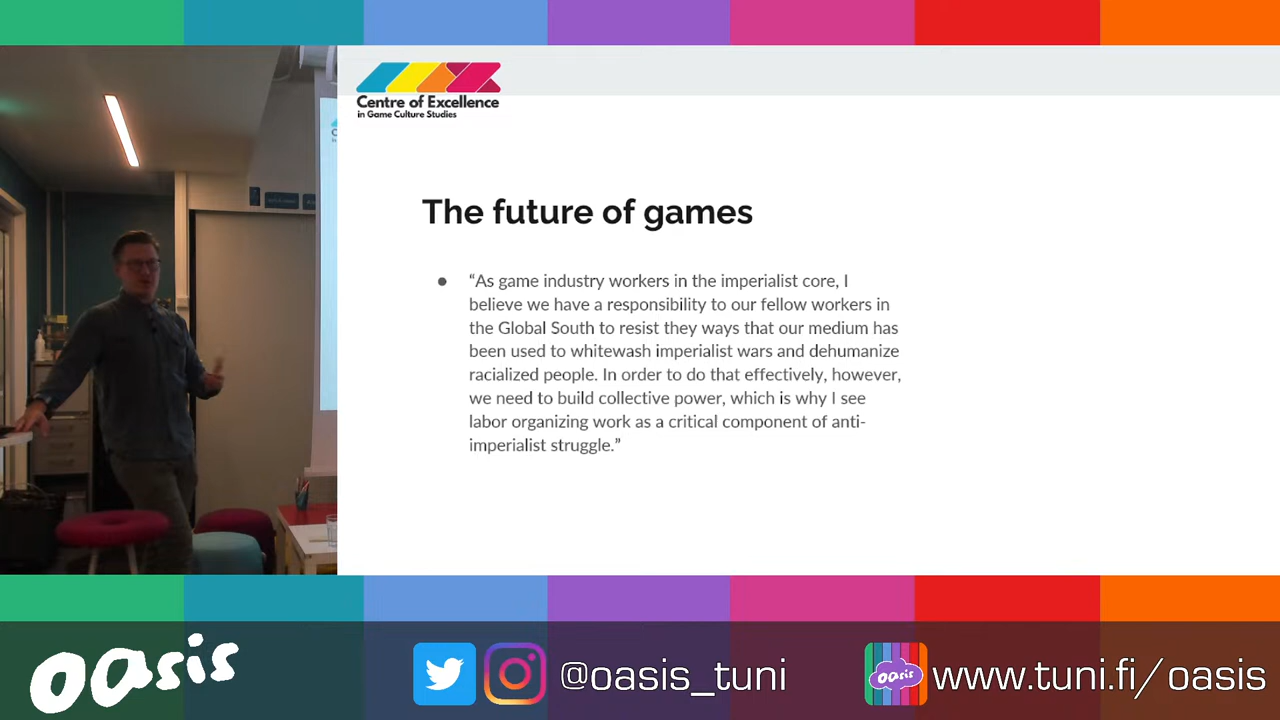 Centre of Excellence
in Game Culture Studies
The future of games
● “As game industry workers in the imperialist core, I
believe we have a responsibility to our fellow workers in
the Global South to resist they ways that our medium has
been used to whitewash imperialist wars and dehumanize
racialized people. In order to do that effectively, however,
we need to build collective power, which is why I see
labor organizing work as a critical component of anti-
imperialist struggle.”
oasis
@oasis_tuni
oasis
www.tuni.fi/oasis